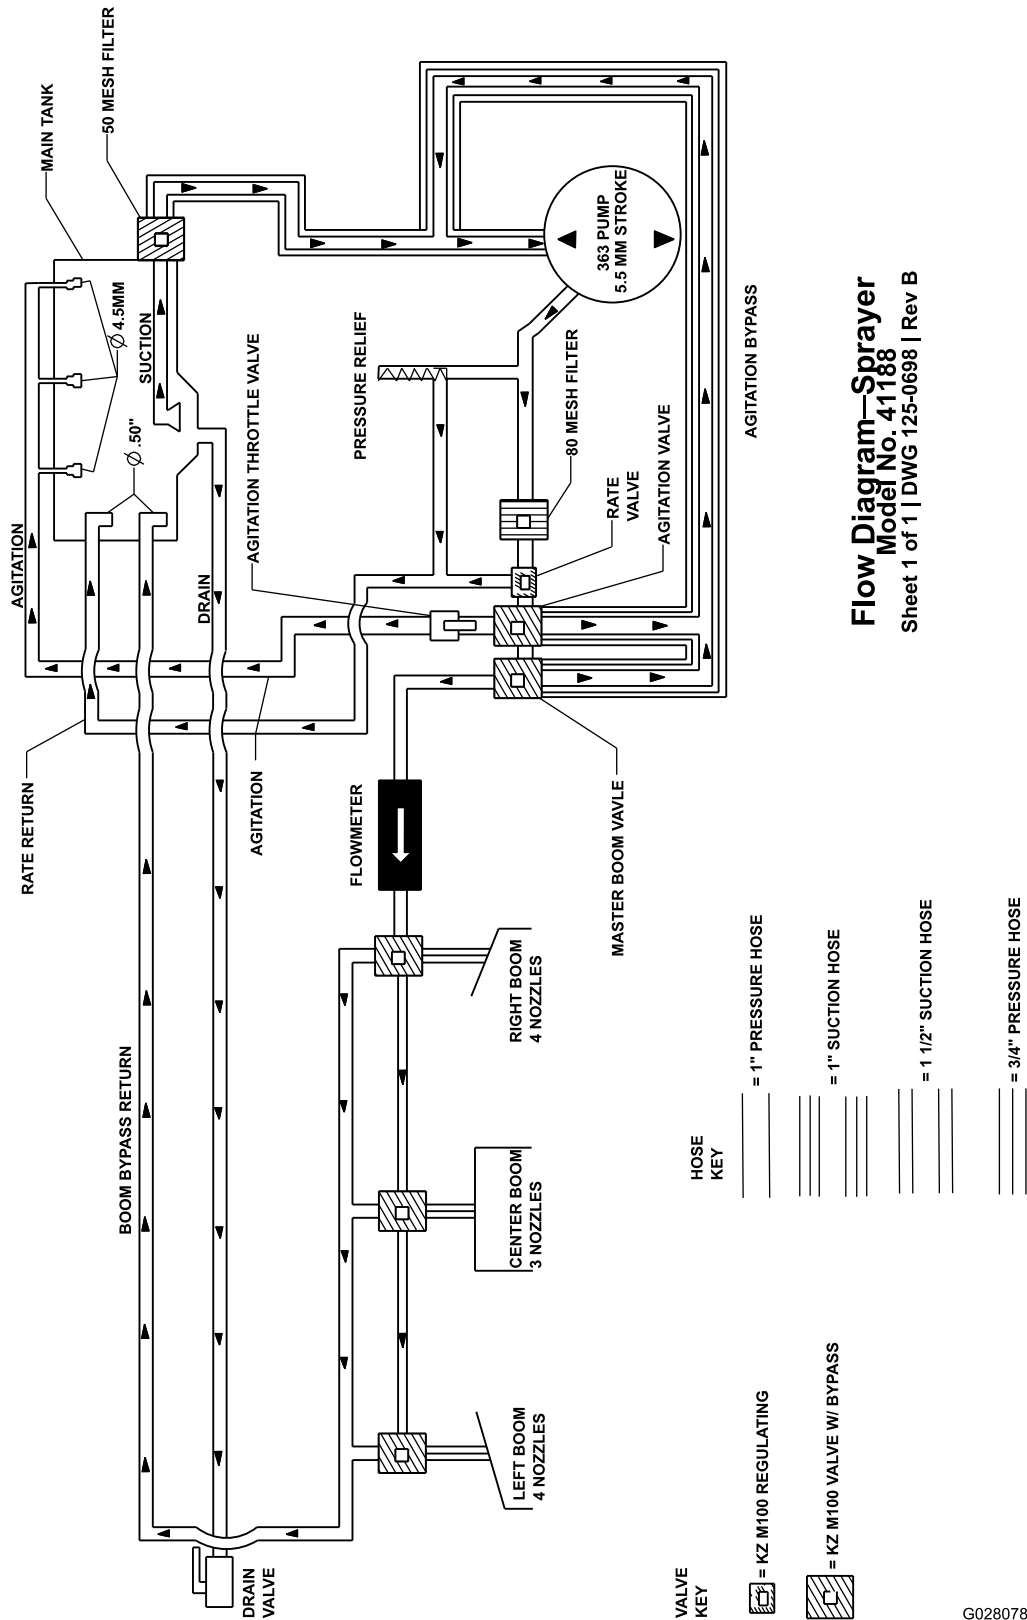 50 MESH FILTER
MAIN TANK
Ø 4.5MM
SUCTION
Ø .50"
AGITATION
DRAIN
AGITATION THROTTLE VALVE
PRESSURE RELIEF
363 PUMP
5.5 MM STROKE
80 MESH FILTER
RATE
VALVE
AGITATION VALVE
AGITATION BYPASS
RATE RETURN
AGITATION
FLOWMETER
MASTER BOOM VAVLE
BOOM BYPASS RETURN
RIGHT BOOM
4 NOZZLES
CENTER BOOM
3 NOZZLES
LEFT BOOM
4 NOZZLES
DRAIN
VALVE
HOSE
KEY
= 1" PRESSURE HOSE
= 1" SUCTION HOSE
= 1 1/2" SUCTION HOSE
= 3/4" PRESSURE HOSE
VALVE
KEY
= KZ M100 REGULATING
= KZ M100 VALVE W/ BYPASS
Flow Diagram—Sprayer
Model No. 41188
Sheet 1 of 1 | DWG 125-0698 | Rev B
G028078